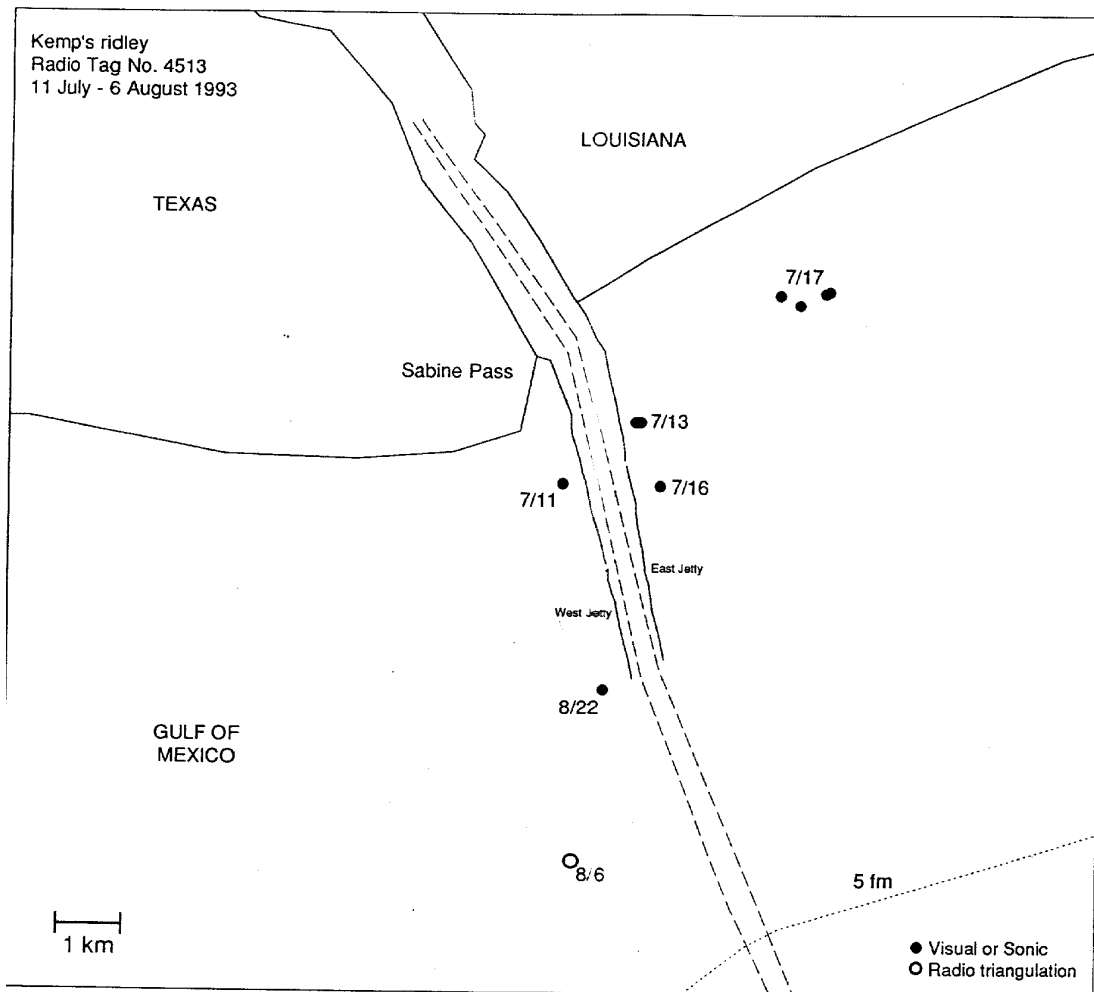 Kemp's ridley
Radio Tag No. 4513
11 July - 6 August 1993
LOUISIANA
TEXAS
7/17
Sabine Pass
7/13
7/11
7/16
East Jetty
West Jetty
8/22
GULF OF
MEXICO
8/6
5 fm
1 km
Visual or Sonic
Radio triangulation